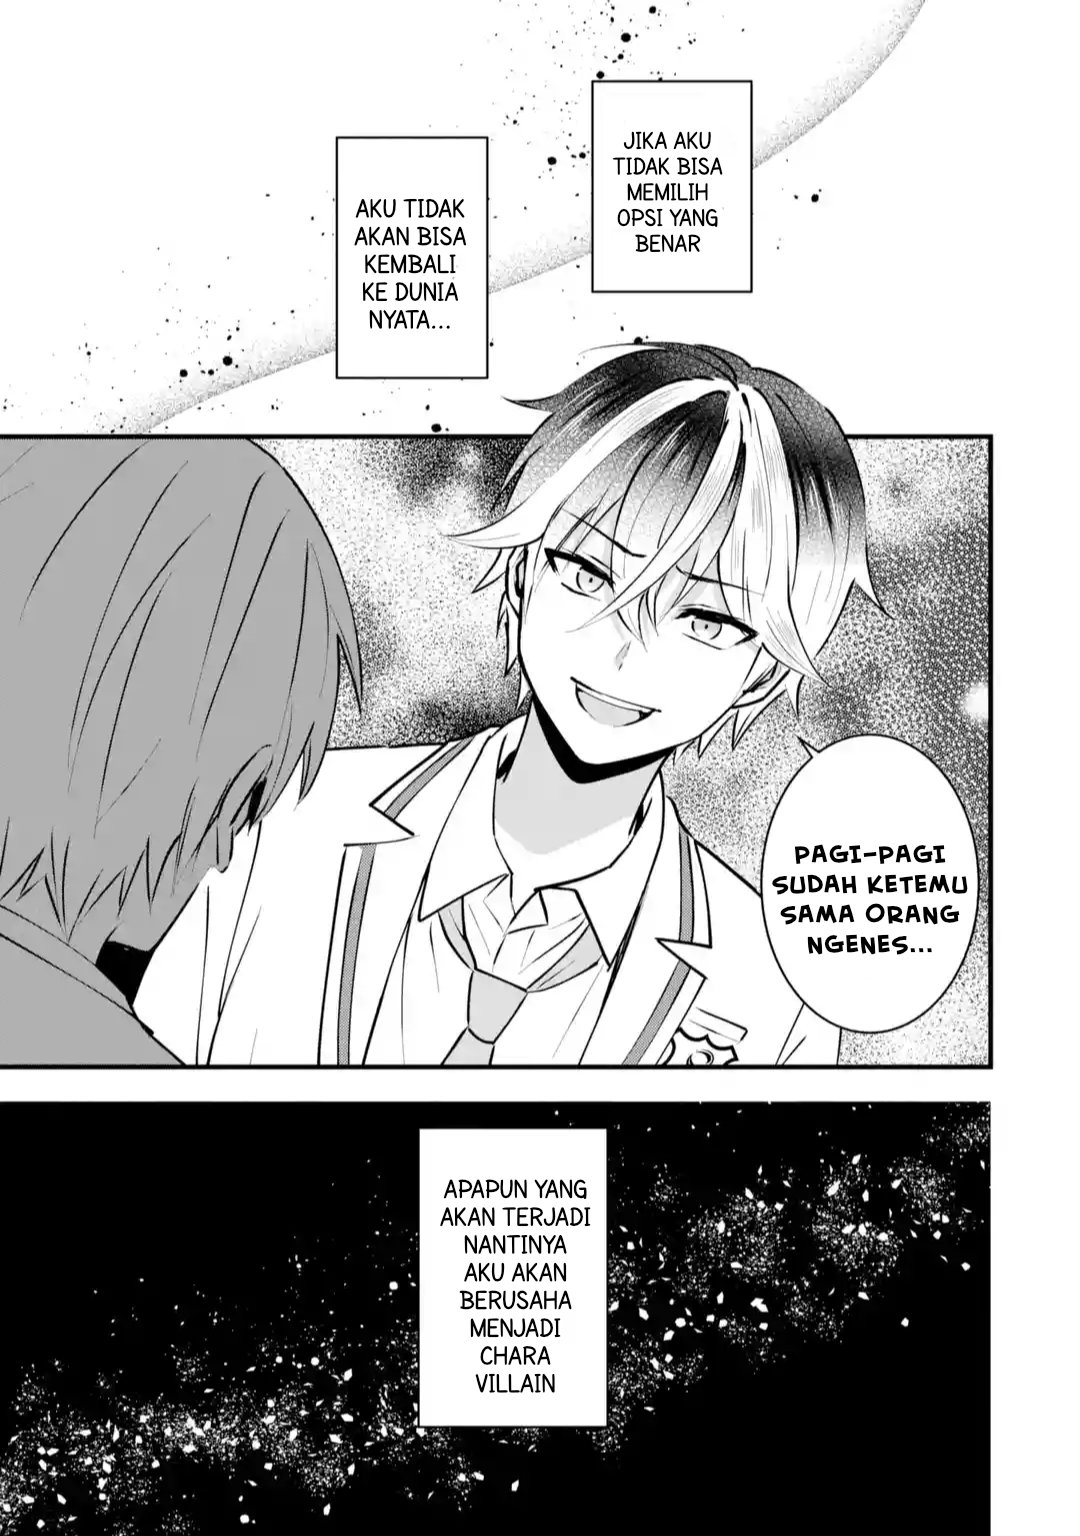 JIKA AKU
TIDAK BISA
MEMILIH
OPSI YANG
BENAR
AKU TIDAK
AKAN BISA
KEMBALI
KE DUNIA
NYATA...
PAGI-PAGI
SUDAH KETEMU
SAMA ORANG
NGENES...
APAPUN YANG
AKAN TERJADI
NANTINYA
AKU AKAN
BERUSAHA
MENJADI
CHARA
VILLAIN